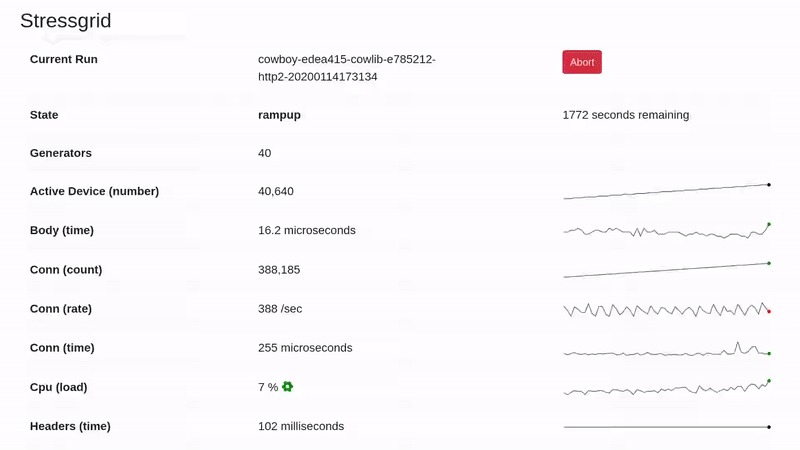 Stressgrid
Current Run
cowboy-edea415-cowlib-e785212-
http2-20200114173134
Abort
State
rampup
1772 seconds remaining
Generators
40
Active Device (number)
40,640
Body (time)
16.2 microseconds
Conn (count)
388,185
Conn (rate)
388 /sec
Conn (time)
255 microseconds
Cpu (load)
7 %
Headers (time)
102 milliseconds